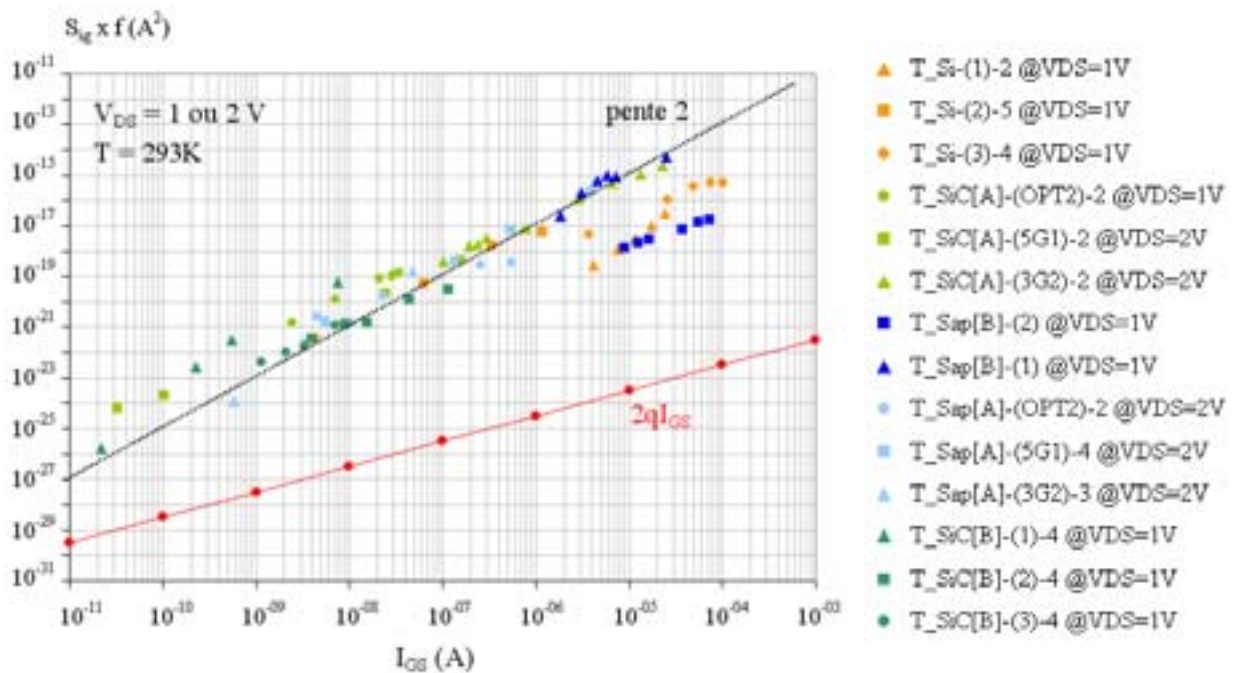 S_ig x f (A²)
10⁻¹¹
10⁻¹³
10⁻¹⁵
10⁻¹⁷
10⁻¹⁹
10⁻²¹
10⁻²³
10⁻²⁵
10⁻²⁷
10⁻²⁹
10⁻³¹
V_DS = 1 ou 2 V
T = 293K
pente 2
2qI_GS
10⁻¹¹ 10⁻¹⁰ 10⁻⁰⁹ 10⁻⁰⁸ 10⁻⁰⁷ 10⁻⁰⁶ 10⁻⁰⁵ 10⁻⁰⁴ 10⁻⁰³
I_GS (A)
T_Si-(1)-2 @VDS=1V
T_Si-(2)-5 @VDS=1V
T_Si-(3)-4 @VDS=1V
T_SiC[A]-(OPT2)-2 @VDS=1V
T_SiC[A]-(5G1)-2 @VDS=2V
T_SiC[A]-(3G2)-2 @VDS=2V
T_Sap[B]-(2) @VDS=1V
T_Sap[B]-(1) @VDS=1V
T_Sap[A]-(OPT2)-2 @VDS=2V
T_Sap[A]-(5G1)-4 @VDS=2V
T_Sap[A]-(3G2)-3 @VDS=2V
T_SiC[B]-(1)-4 @VDS=1V
T_SiC[B]-(2)-4 @VDS=1V
T_SiC[B]-(3)-4 @VDS=1V